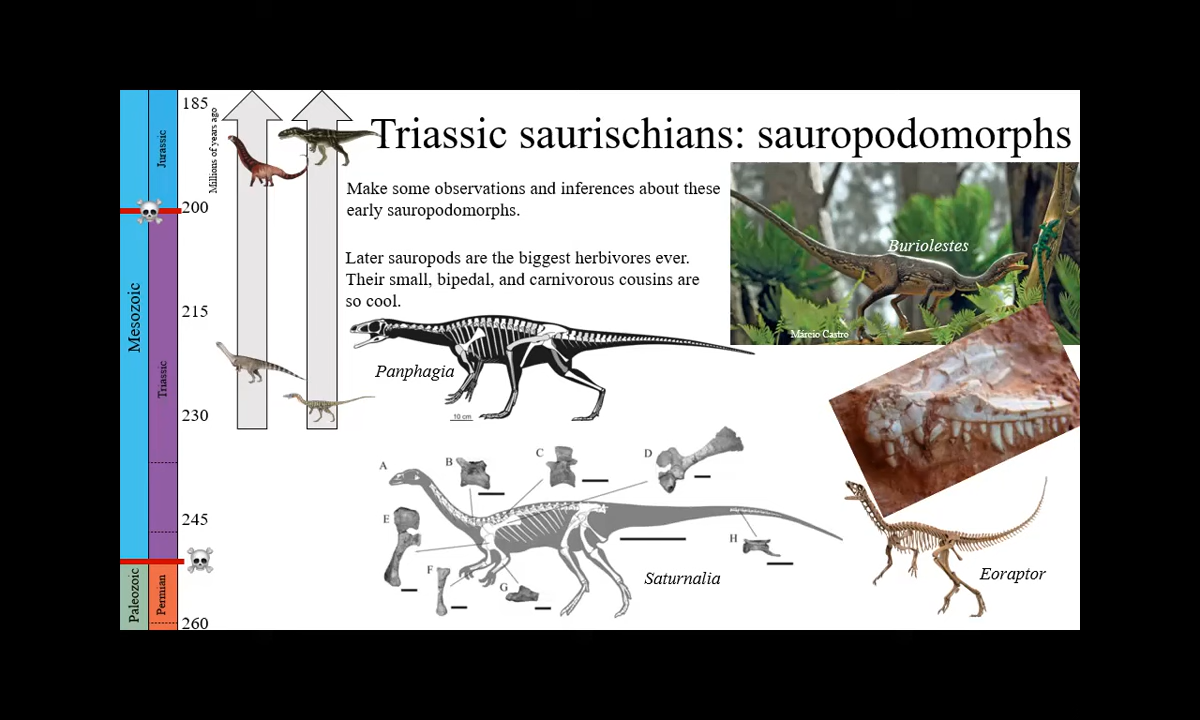 Triassic saurischians: sauropodomorphs
185
Millions of years ago
200
215
230
245
260
Jurassic
Triassic
Permian
Mesozoic
Paleozoic
Make some observations and inferences about these
early sauropodomorphs.
Later sauropods are the biggest herbivores ever.
Their small, bipedal, and carnivorous cousins are
so cool.
Buriolestes
Márcio Castro
Panphagia
10 cm
A
B
C
D
E
F
G
H
Saturnalia
Eoraptor